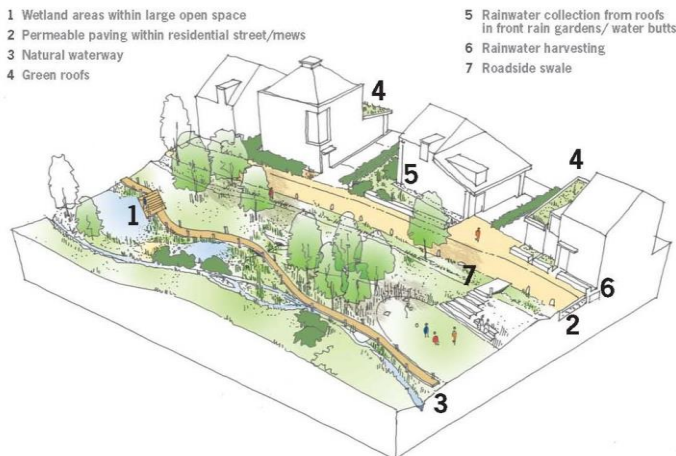 1 Wetland areas within large open space
2 Permeable paving within residential street/mews
3 Natural waterway
4 Green roofs
5 Rainwater collection from roofs
in front rain gardens/ water butts
6 Rainwater harvesting
7 Roadside swale
4
4
5
1
7
6
2
3